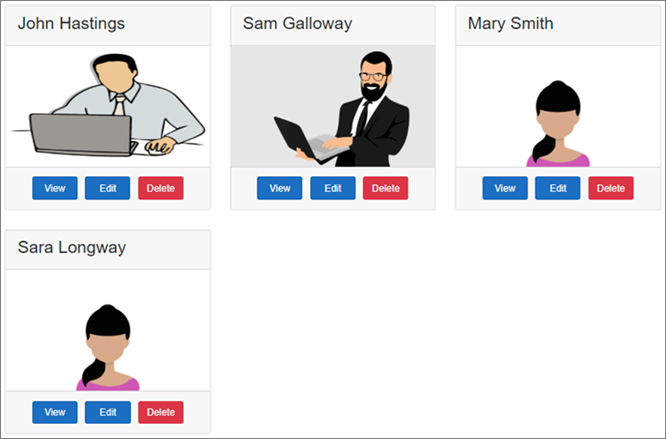 John Hastings
Sam Galloway
Mary Smith
View Edit Delete
View Edit Delete
View Edit Delete
Sara Longway
View Edit Delete